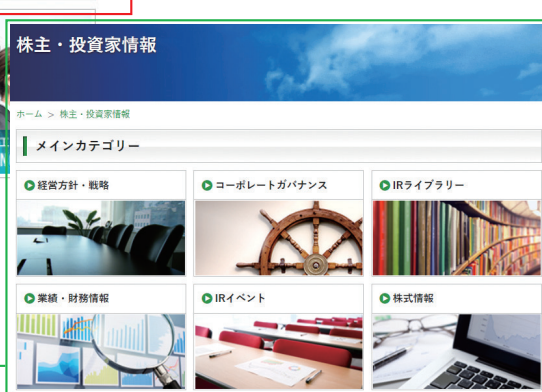 株主・投資家情報
ホーム > 株主・投資家情報
メインカテゴリー
経営方針・戦略
コーポレートガバナンス
IRライブラリー
業績・財務情報
IRイベント
株式情報